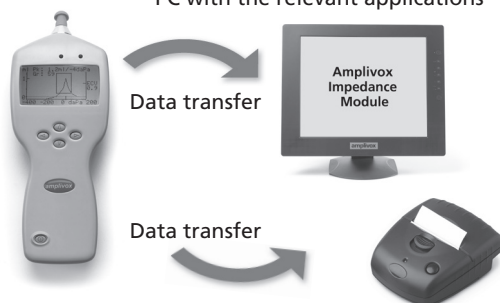 PC with the relevant applications
Data transfer
Amplivox
Impedance
Module
amplivox
amplivox
Data transfer